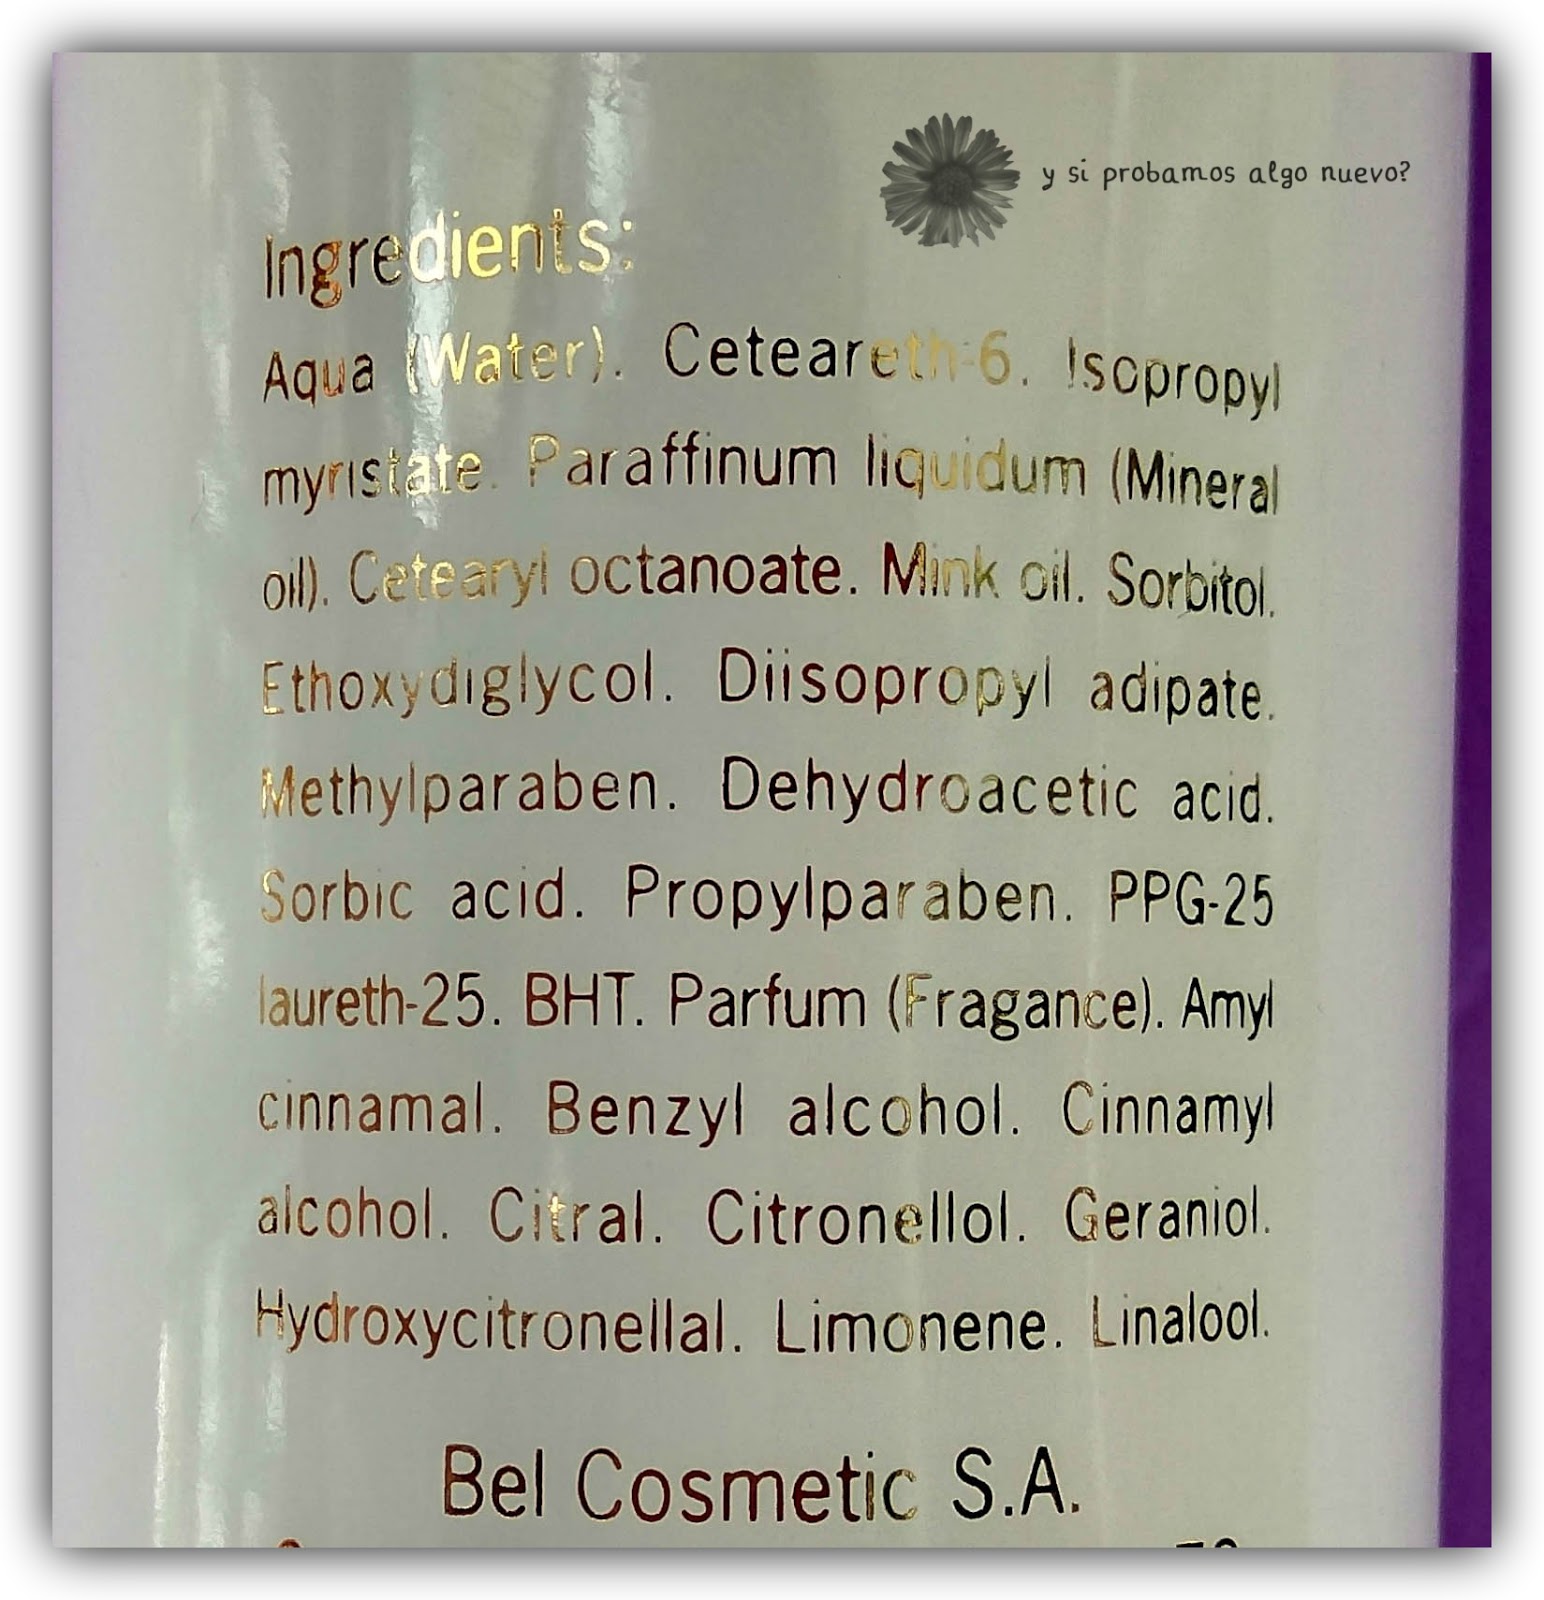 y si probamos algo nuevo?
Ingredients:
Aqua (Water). Ceteareth-6. Isopropyl
myristate. Paraffinum liquidum (Mineral
oil). Cetearyl octanoate. Mink oil. Sorbitol.
Ethoxydiglycol. Diisopropyl adipate.
Methylparaben. Dehydroacetic acid.
Sorbic acid. Propylparaben. PPG-25
laureth-25. BHT. Parfum (Fragance). Amyl
cinnamal. Benzyl alcohol. Cinnamyl
alcohol. Citral. Citronellol. Geraniol.
Hydroxycitronellal. Limonene. Linalool.
Bel Cosmetic S.A.